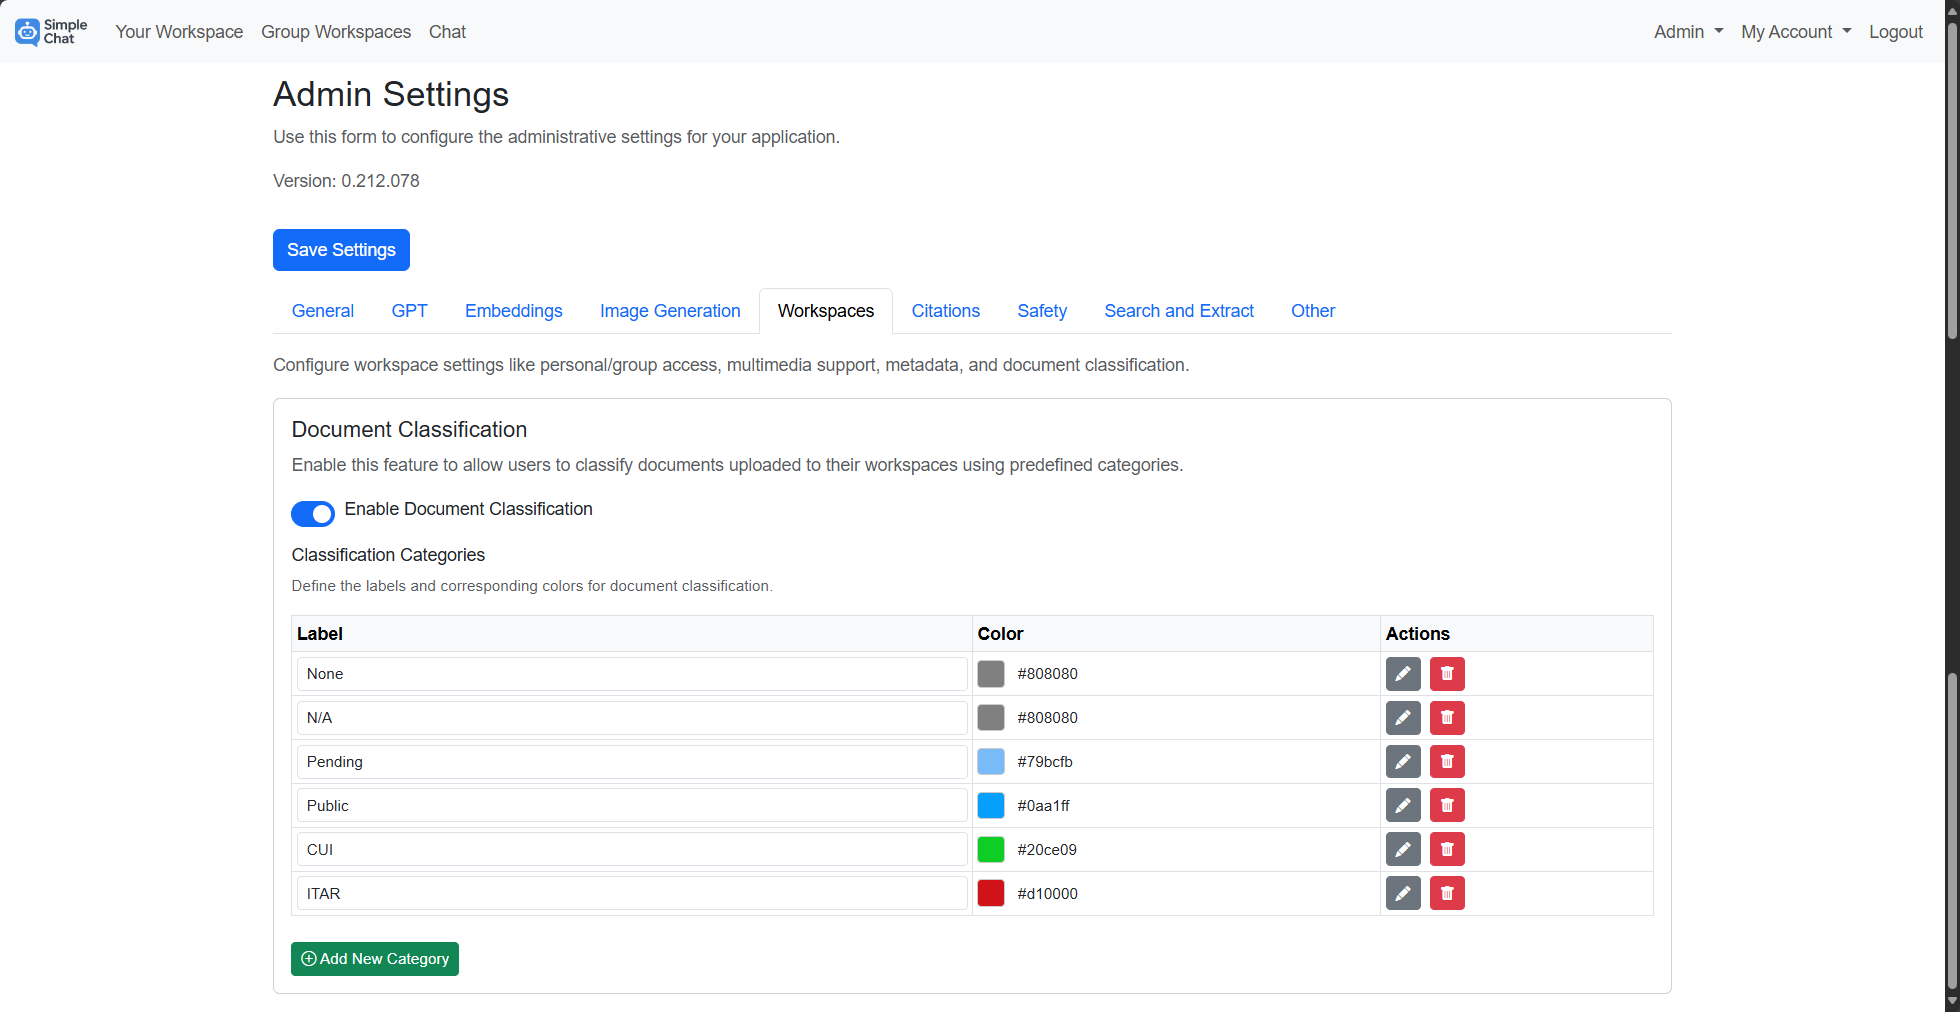 Simple Chat
Your Workspace Group Workspaces Chat
Admin My Account Logout
Admin Settings
Use this form to configure the administrative settings for your application.
Version: 0.212.078
Save Settings
General GPT Embeddings Image Generation Workspaces Citations Safety Search and Extract Other
Configure workspace settings like personal/group access, multimedia support, metadata, and document classification.
Document Classification
Enable this feature to allow users to classify documents uploaded to their workspaces using predefined categories.
Enable Document Classification
Classification Categories
Define the labels and corresponding colors for document classification.
Label Color Actions
None #808080
N/A #808080
Pending #79bcfb
Public #0aa1ff
CUI #20ce09
ITAR #d10000
Add New Category